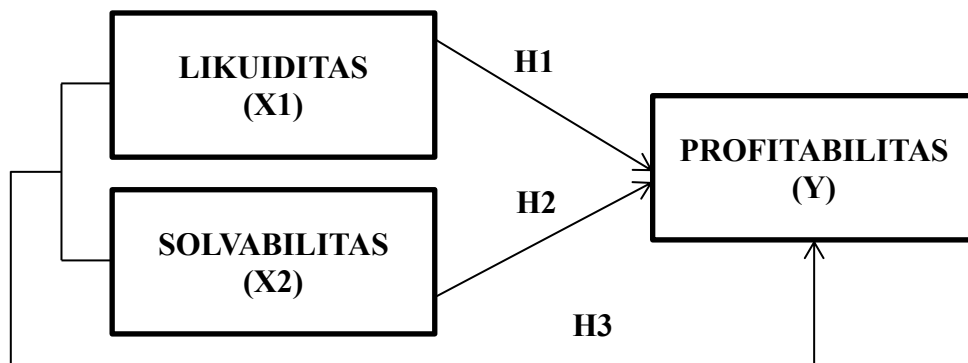 LIKUIDITAS
(X1)
H1
PROFITABILITAS
(Y)
SOLVABILITAS
(X2)
H2
H3